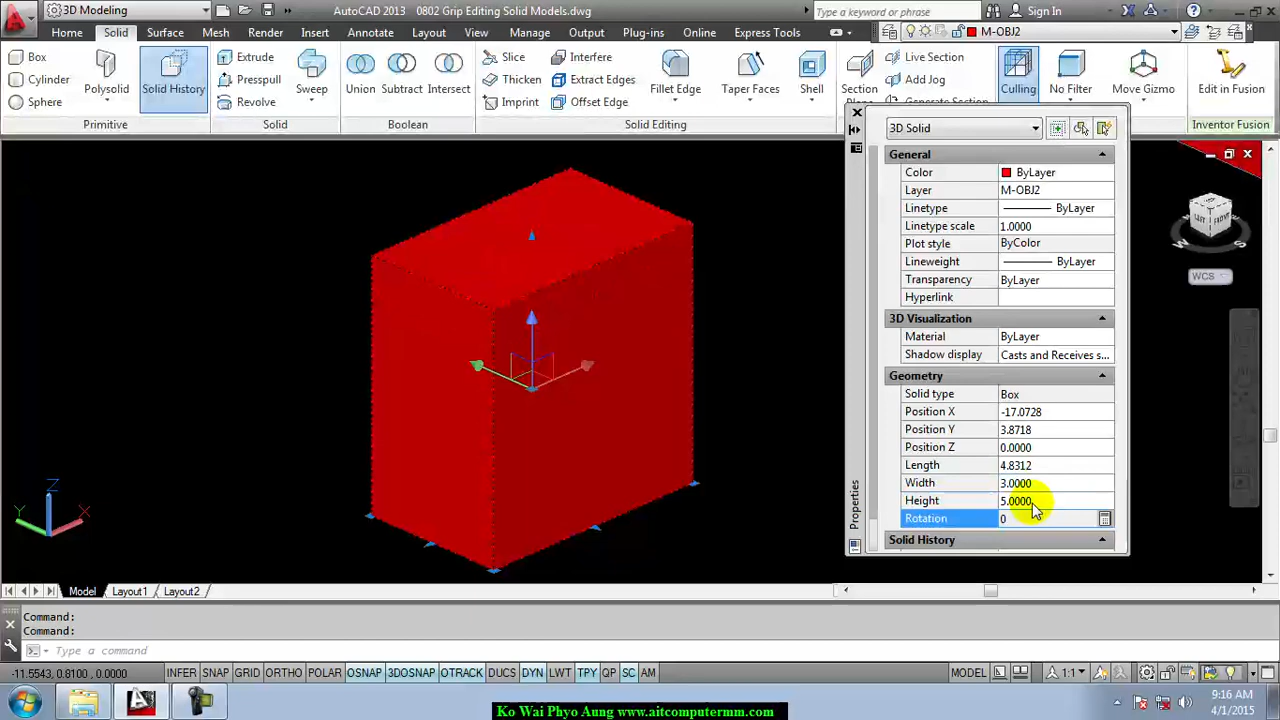 3D Modeling
AutoCAD 2013 0802 Grip Editing Solid Models.dwg
Type a keyword or phrase
Sign In
Home Solid Surface Render Annotate Layout View Manage Output Plug-ins Online Express Tools
M-OBJ2
Box
Cylinder
Sphere
Polysolid
Solid History
Extrude
Presspull
Revolve
Sweep
Union Subtract Intersect
Slice
Thicken
Imprint
Interfere
Extract Edges
Offset Edge
Fillet Edge
Taper Faces
Shell
Section
Live Section
Add Jog
Generate Section
Culling
No Filter
Move Gizmo
Edit in Fusion
Primitive Solid Boolean Solid Editing Inventor Fusion
3D Solid
General
Color ByLayer
Layer M-OBJ2
Linetype ByLayer
Linetype scale 1.0000
Plot style ByColor
Lineweight ByLayer
Transparency ByLayer
Hyperlink
3D Visualization
Material ByLayer
Shadow display Casts and Receives s...
Geometry
Solid type Box
Position X -17.0728
Position Y 3.8718
Position Z 0.0000
Length 4.8312
Width 3.0000
Height 5.0000
Rotation 0
Solid History
Properties
WCS
Z
Y X
Model Layout1 Layout2
Command:
Command:
Type a command
-11.5543, 0.8100 , 0.0000 INFER SNAP GRID ORTHO POLAR OSNAP 3DOSNAP OTRACK DUCS DYN LWT TPY QP SC AM MODEL 1:1
9:16 AM
4/1/2015
Ko Wai Phyo Aung www.aitcomputermm.com